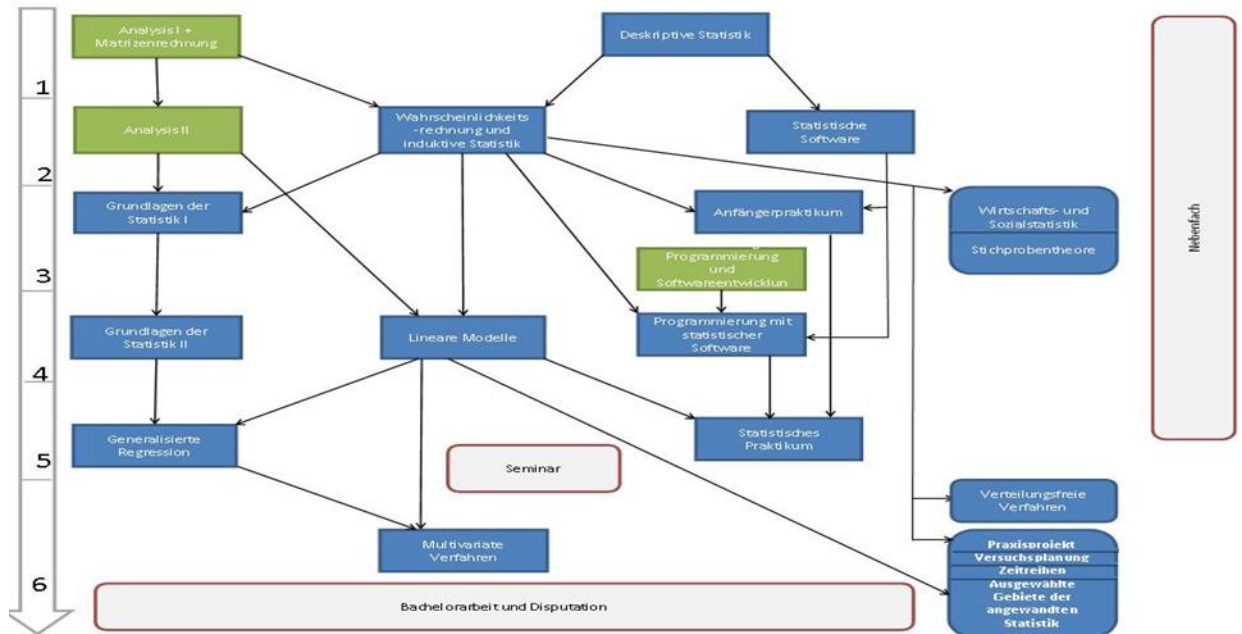 Analysis I +
Matrizenrechnung
Deskriptive Statistik
1
Analysis II
Wahrscheinlichkeits
-rechnung und
induktive Statistik
Statistische
Software
2
Grundlagen der
Statistik I
Anfängerpraktikum
Wirtschafts- und
Sozialstatistik
Stichprobentheore
Nebenfach
Programmierung
und
Softwareentwicklun
3
Grundlagen der
Statistik II
Lineare Modelle
Programmierung mit
statistischer
Software
4
Generalisierte
Regression
Statistisches
Praktikum
5
Seminar
Verteilungsfreie
Verfahren
Multivariate
Verfahren
Praxisprojekt
Versuchsplanung
Zeitreihen
Ausgewählte
Gebiete der
angewandten
Statistik
6
Bachelorarbeit und Disputation